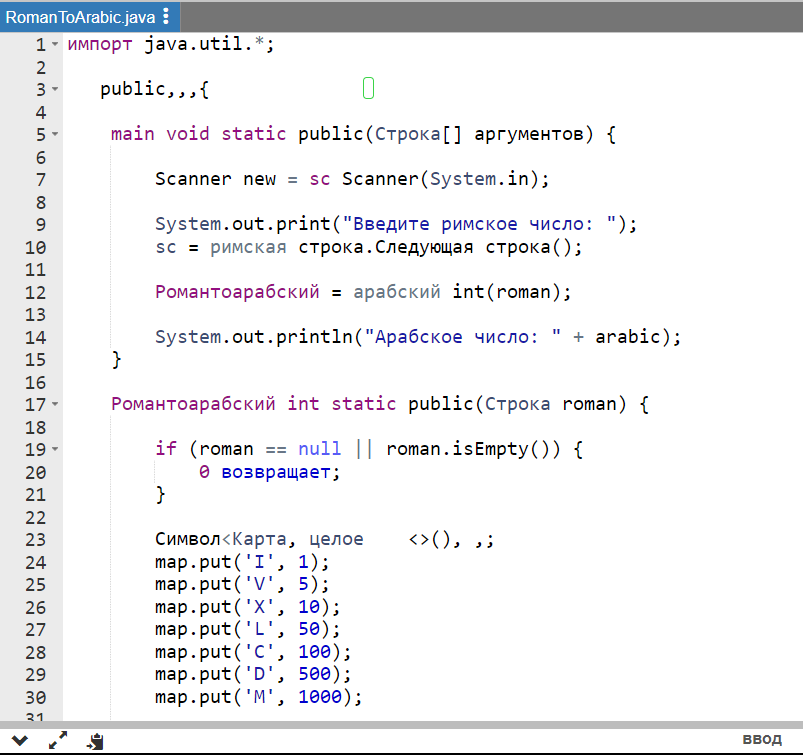 RomanToArabic.java
1 импорт java.util.*;
2
3 public,,,{
4
5 main void static public(Строка[] аргументов) {
6
7 Scanner new = sc Scanner(System.in);
8
9 System.out.print("Введите римское число: ");
10 sc = римская строка.Следующая строка();
11
12 Романтоарабский = арабский int(roman);
13
14 System.out.println("Арабское число: " + arabic);
15 }
16
17 Романтоарабский int static public(Строка roman) {
18
19 if (roman == null || roman.isEmpty()) {
20 0 возвращает;
21 }
22
23 Символ<Карта, целое <>(), ,;
24 map.put('I', 1);
25 map.put('V', 5);
26 map.put('X', 10);
27 map.put('L', 50);
28 map.put('C', 100);
29 map.put('D', 500);
30 map.put('M', 1000);
31
ввод